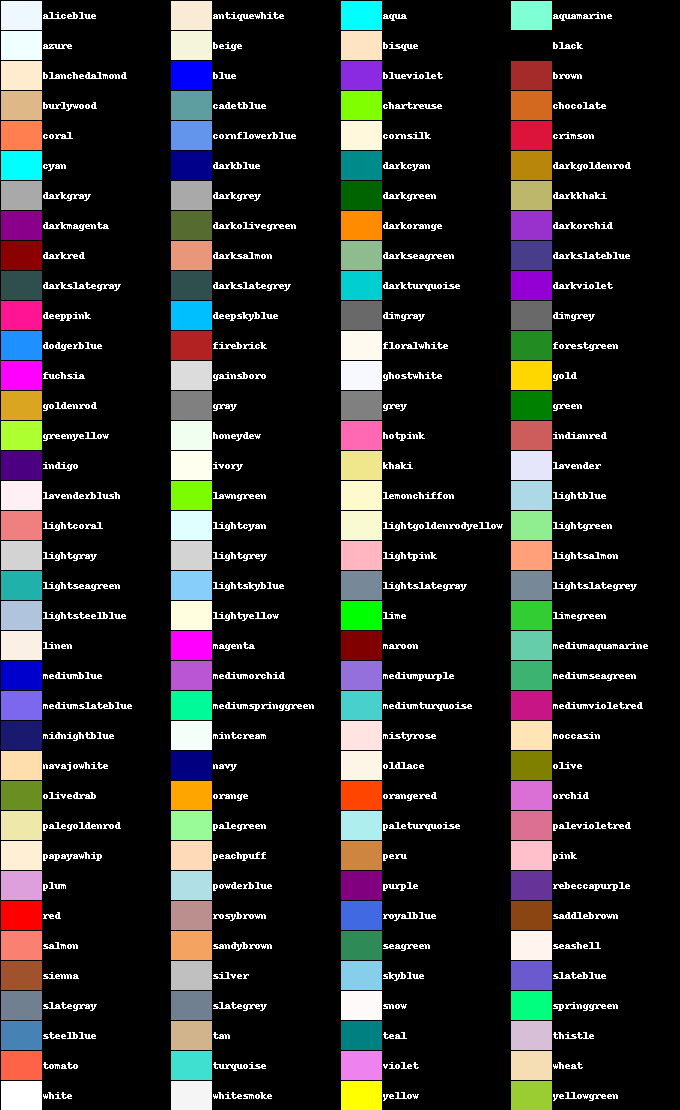 aliceblue antiquewhite aqua aquamarine
azure beige bisque black
blanchedalmond blue blueviolet brown
burlywood cadetblue chartreuse chocolate
coral cornflowerblue cornsilk crimson
cyan darkblue darkcyan darkgoldenrod
darkgray darkgrey darkgreen darkkhaki
darkmagenta darkolivegreen darkorange darkorchid
darkred darksalmon darkseagreen darkslateblue
darkslategray darkslategrey darkturquoise darkviolet
deeppink deepskyblue dimgray dimgrey
dodgerblue firebrick floralwhite forestgreen
fuchsia gainsboro ghostwhite gold
goldenrod gray grey green
greenyellow honeydew hotpink indianred
indigo ivory khaki lavender
lavenderblush lawngreen lemonchiffon lightblue
lightcoral lightcyan lightgoldenrodyellow lightgreen
lightgray lightgrey lightpink lightsalmon
lightseagreen lightskyblue lightslategray lightslategrey
lightsteelblue lightyellow lime limegreen
linen magenta maroon mediumaquamarine
mediumblue mediumorchid mediumpurple mediumseagreen
mediumslateblue mediumspringgreen mediumturquoise mediumvioletred
midnightblue mintcream mistyrose moccasin
navajowhite navy oldlace olive
olivedrab orange orangered orchid
palegoldenrod palegreen paleturquoise palevioletred
papayawhip peachpuff peru pink
plum powderblue purple rebeccapurple
red rosybrown royalblue saddlebrown
salmon sandybrown seagreen seashell
sienna silver skyblue slateblue
slategray slategrey snow springgreen
steelblue tan teal thistle
tomato turquoise violet wheat
white whitesmoke yellow yellowgreen